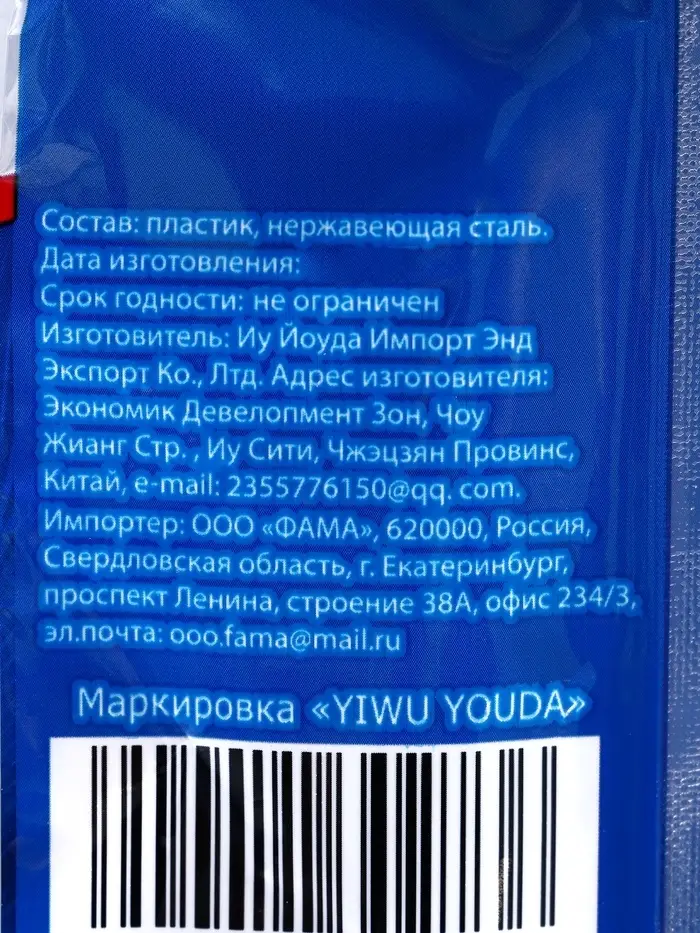 Состав: пластик, нержавеющая сталь.
Дата изготовления:
Срок годности: не ограничен
Изготовитель: Иу Йоуда Импорт Энд
Экспорт Ко., Лтд. Адрес изготовителя:
Экономик Девелопмент Зон, Чоу
Жианг Стр. , Иу Сити, Чжэцзян Провинс,
Китай, e-mail: 2355776150@qq. com.
Импортер: ООО «ФАМА», 620000, Россия,
Свердловская область, г. Екатеринбург,
проспект Ленина, строение 38А, офис 234/3,
эл.почта: ooo.fama@mail.ru
Маркировка «YIWU YOUDA»